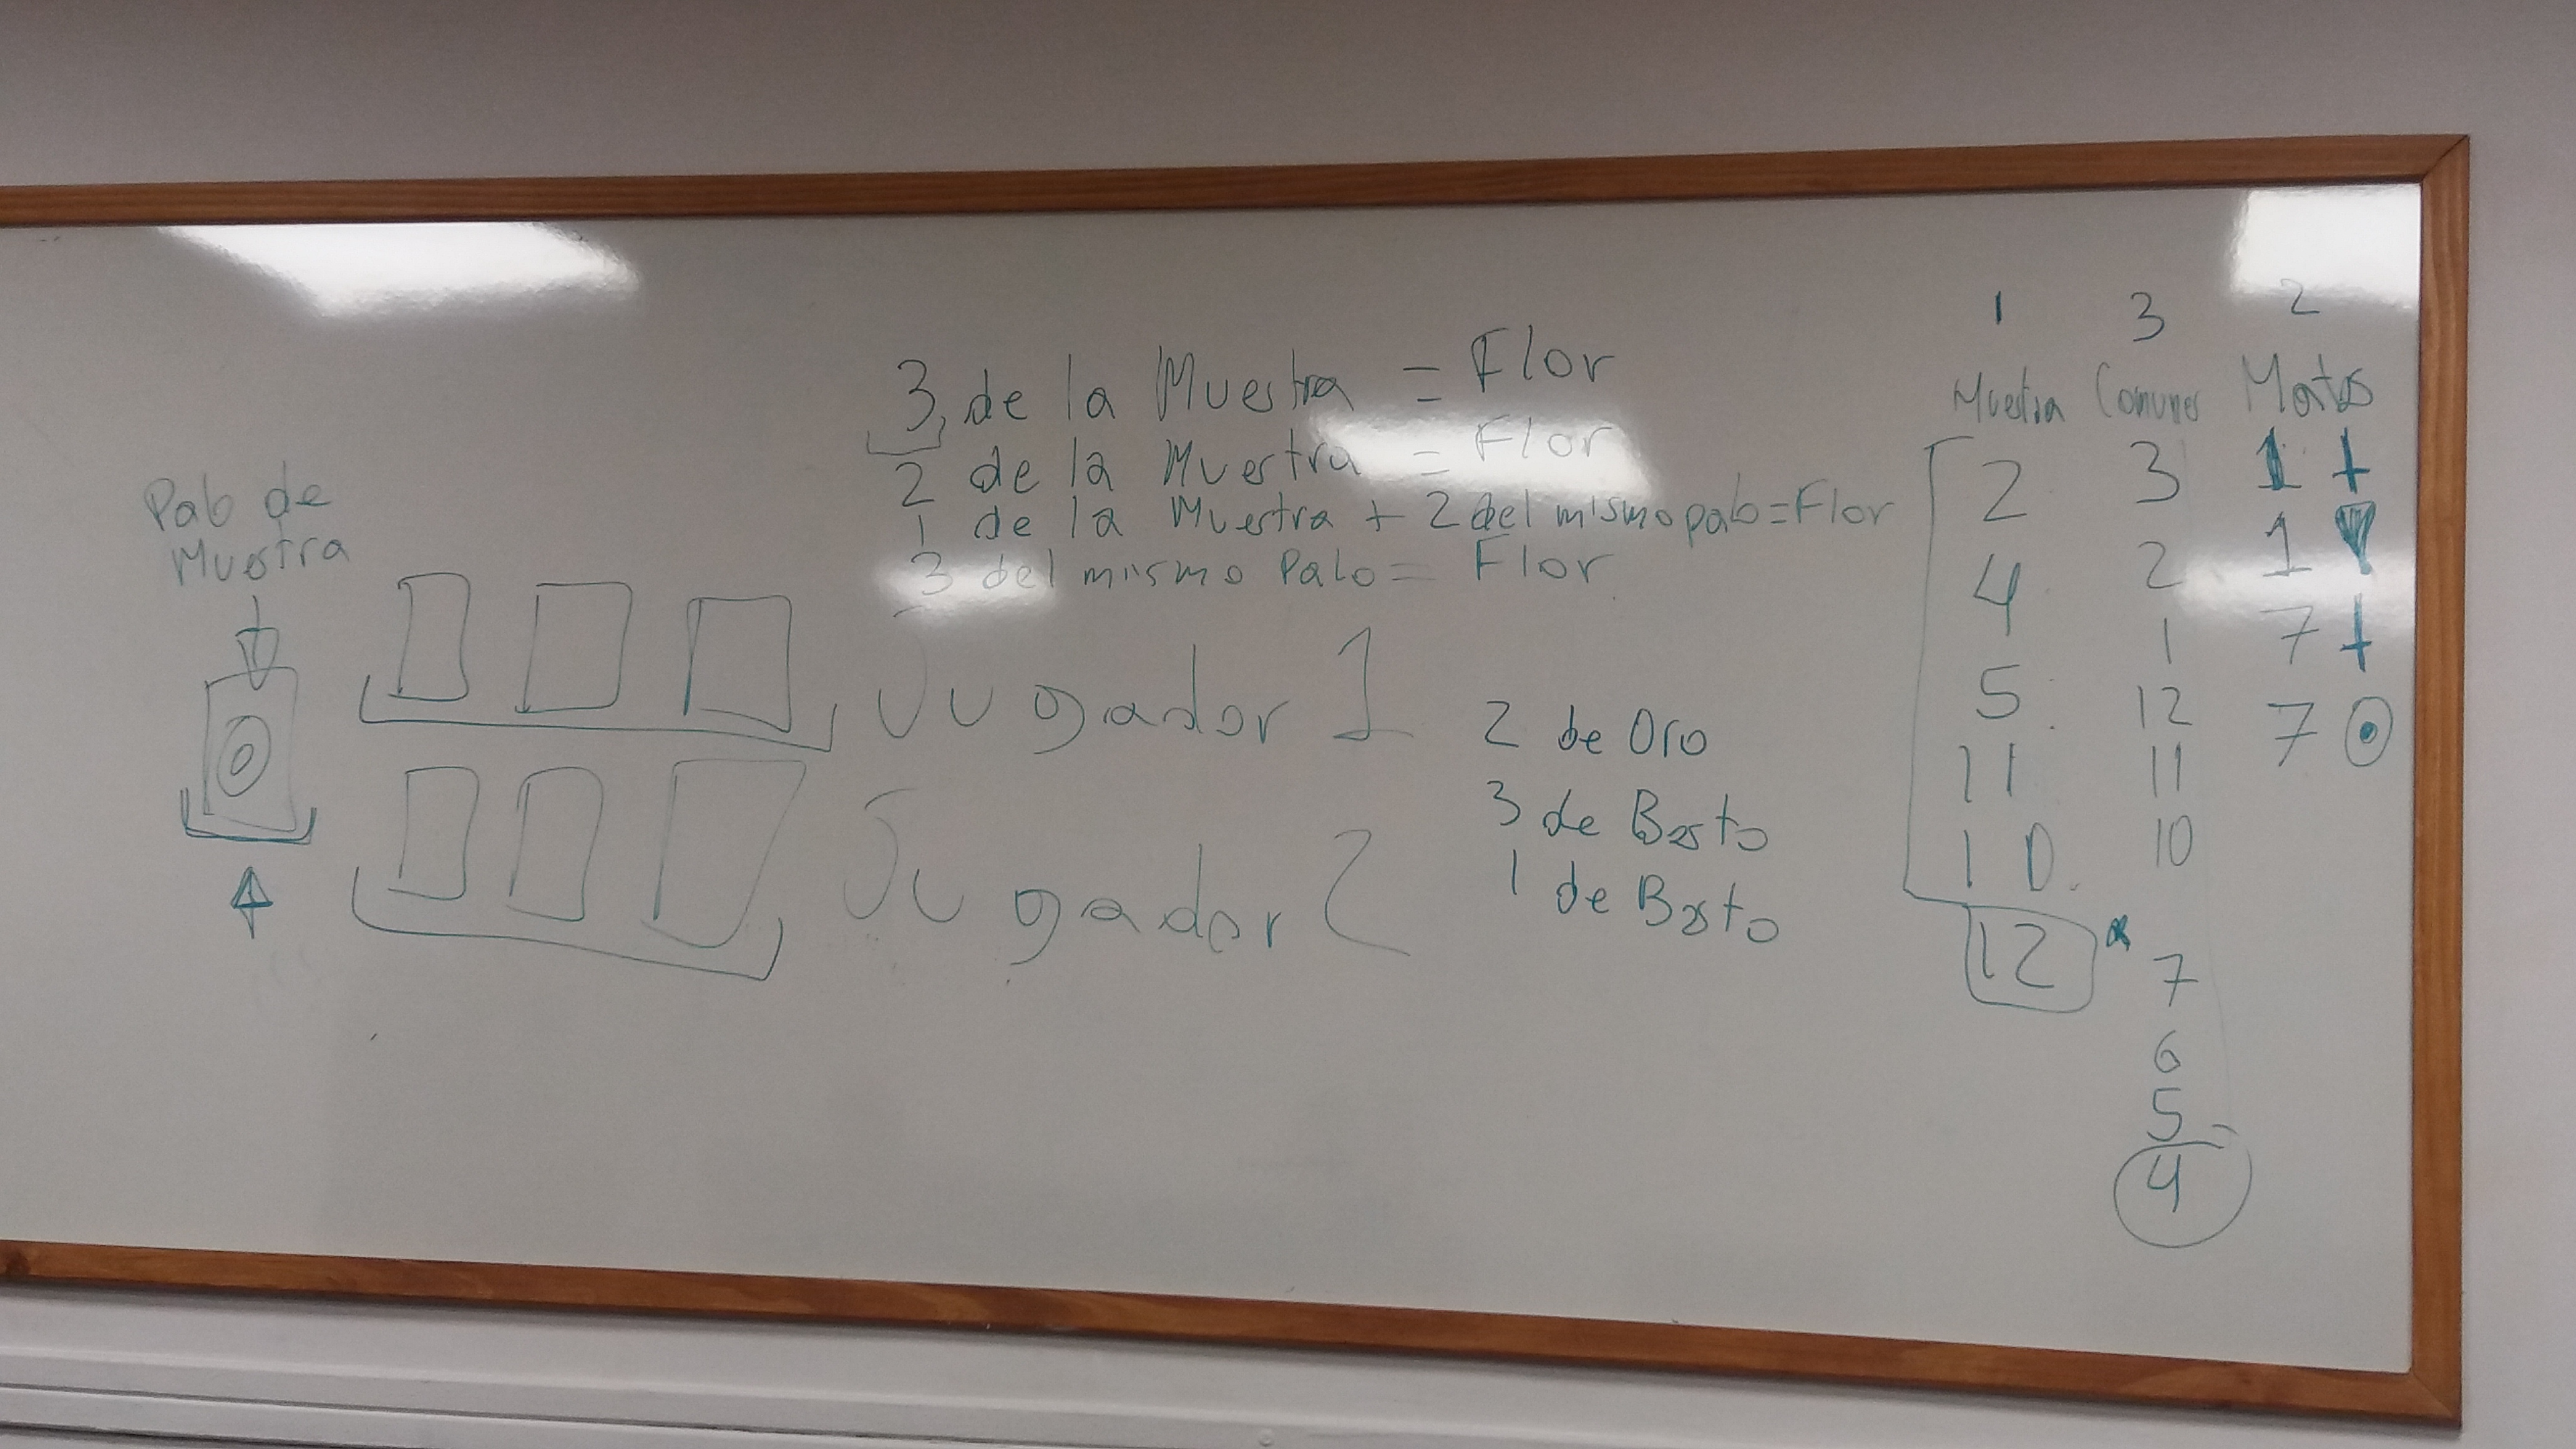 3 de la Muestra = Flor
2 de la Muestra = Flor
1 de la Muestra + 2 del mismo palo = Flor
3 del mismo Palo = Flor
Palo de
Muestra
Jugador 1
Jugador 2
2 de Oro
3 de Basto
1 de Basto
1 3 2
Muestra Comunes Matas
2 3 1
4 2 1
5 1 7
11 12 7
10 11
12 10
7
6
5
4